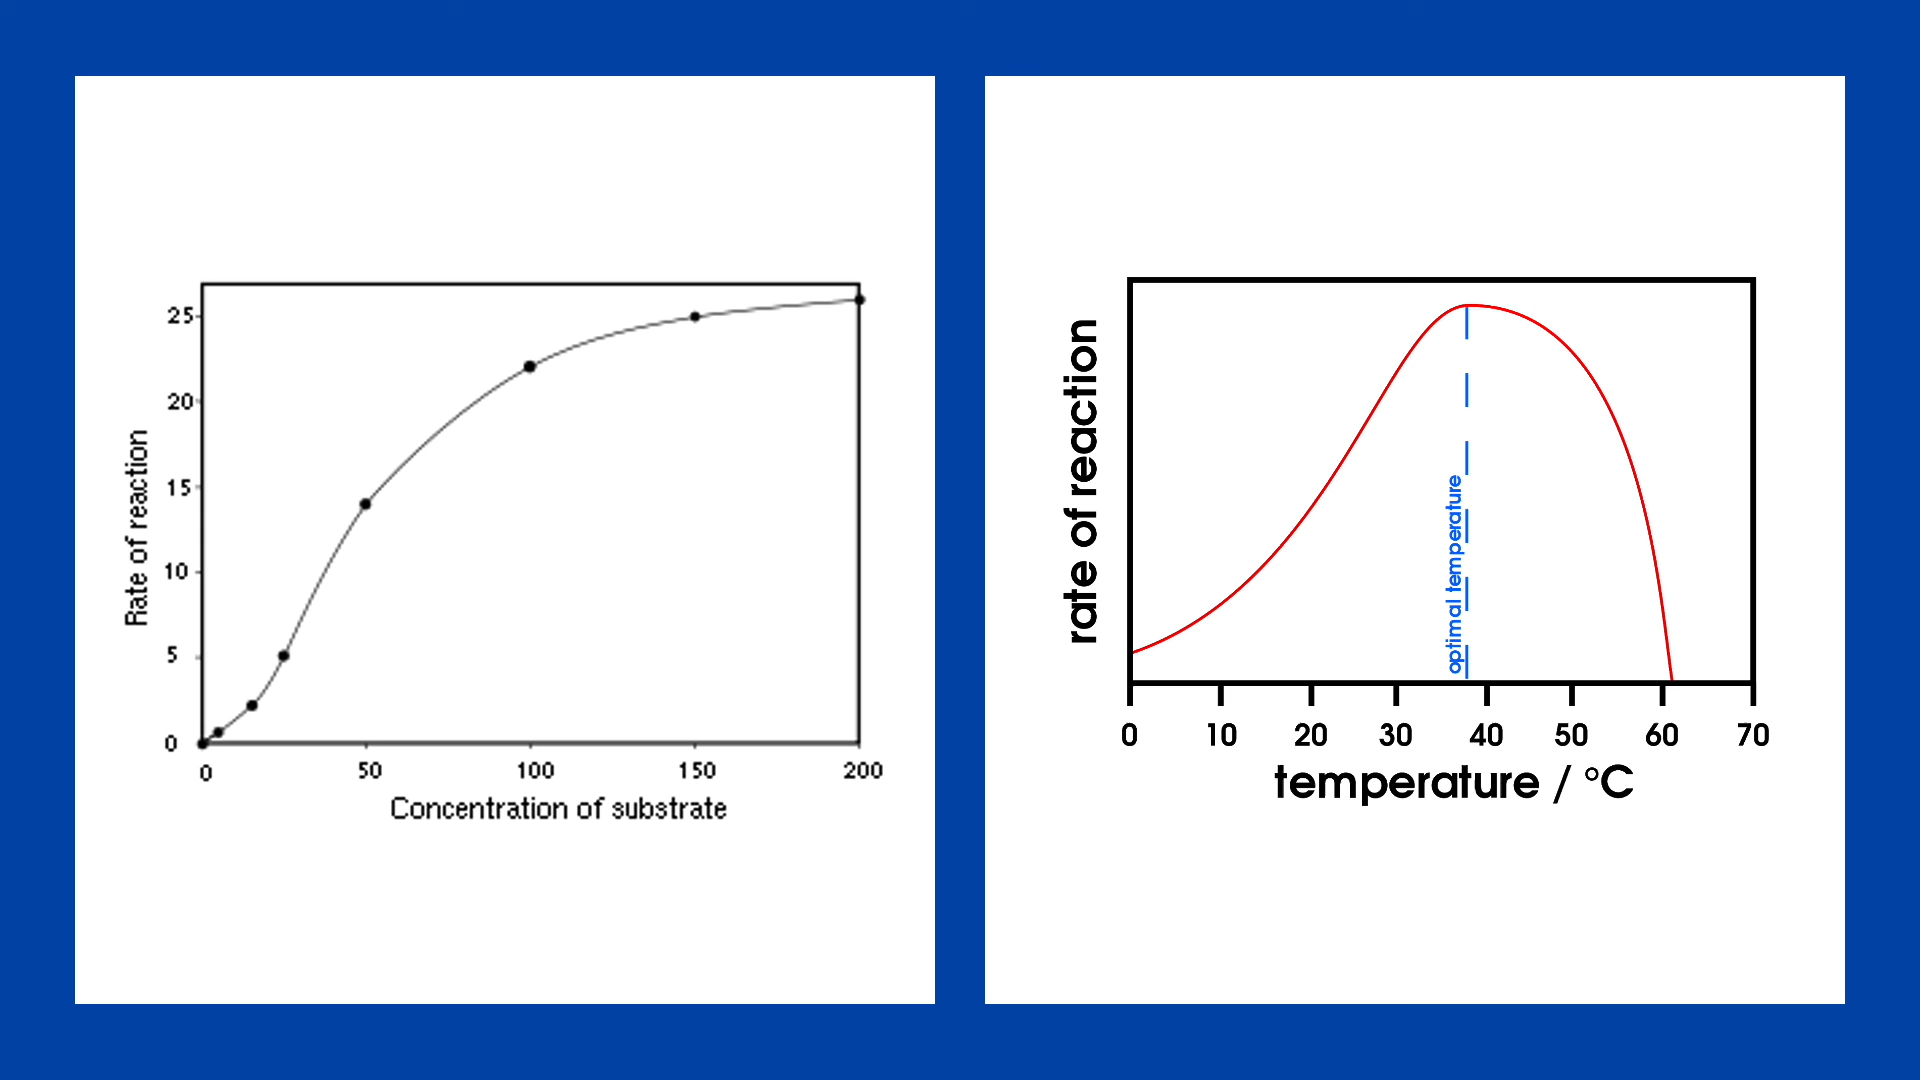 25
20
15
10
5
0
Rate of reaction
0 50 100 150 200
Concentration of substrate
rate of reaction
optimal temperature
0 10 20 30 40 50 60 70
temperature / °C